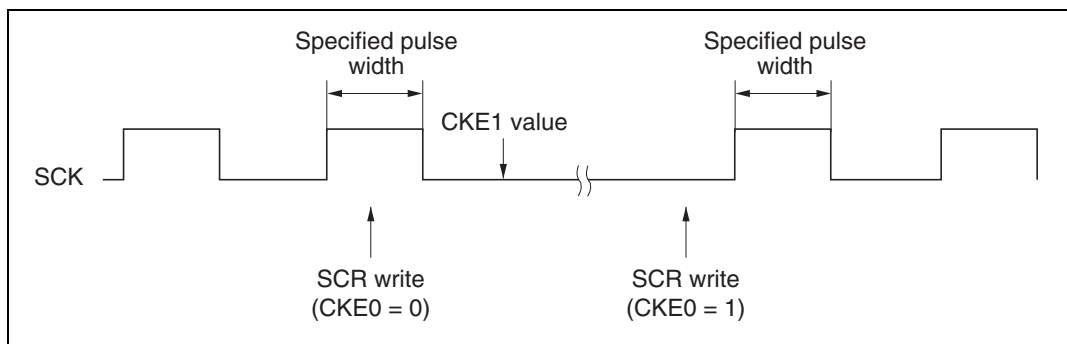 Specified pulse
width
Specified pulse
width
CKE1 value
SCK
SCR write
(CKE0 = 0)
SCR write
(CKE0 = 1)